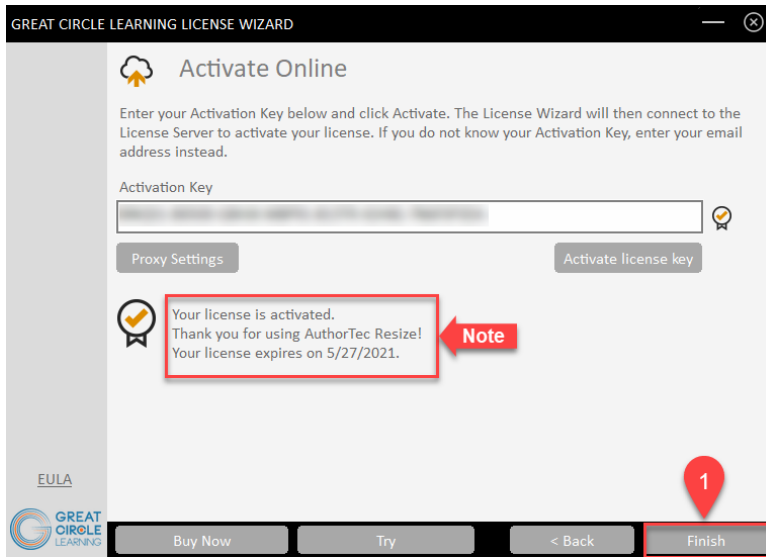 GREAT CIRCLE LEARNING LICENSE WIZARD
Activate Online
Enter your Activation Key below and click Activate. The License Wizard will then connect to the
License Server to activate your license. If you do not know your Activation Key, enter your email
address instead.
Activation Key
Proxy Settings
Activate license key
Your license is activated.
Thank you for using AuthorTec Resize!
Your license expires on 5/27/2021.
Note
EULA
1
GREAT
CIRCLE
LEARNING
Buy Now
Try
< Back
Finish